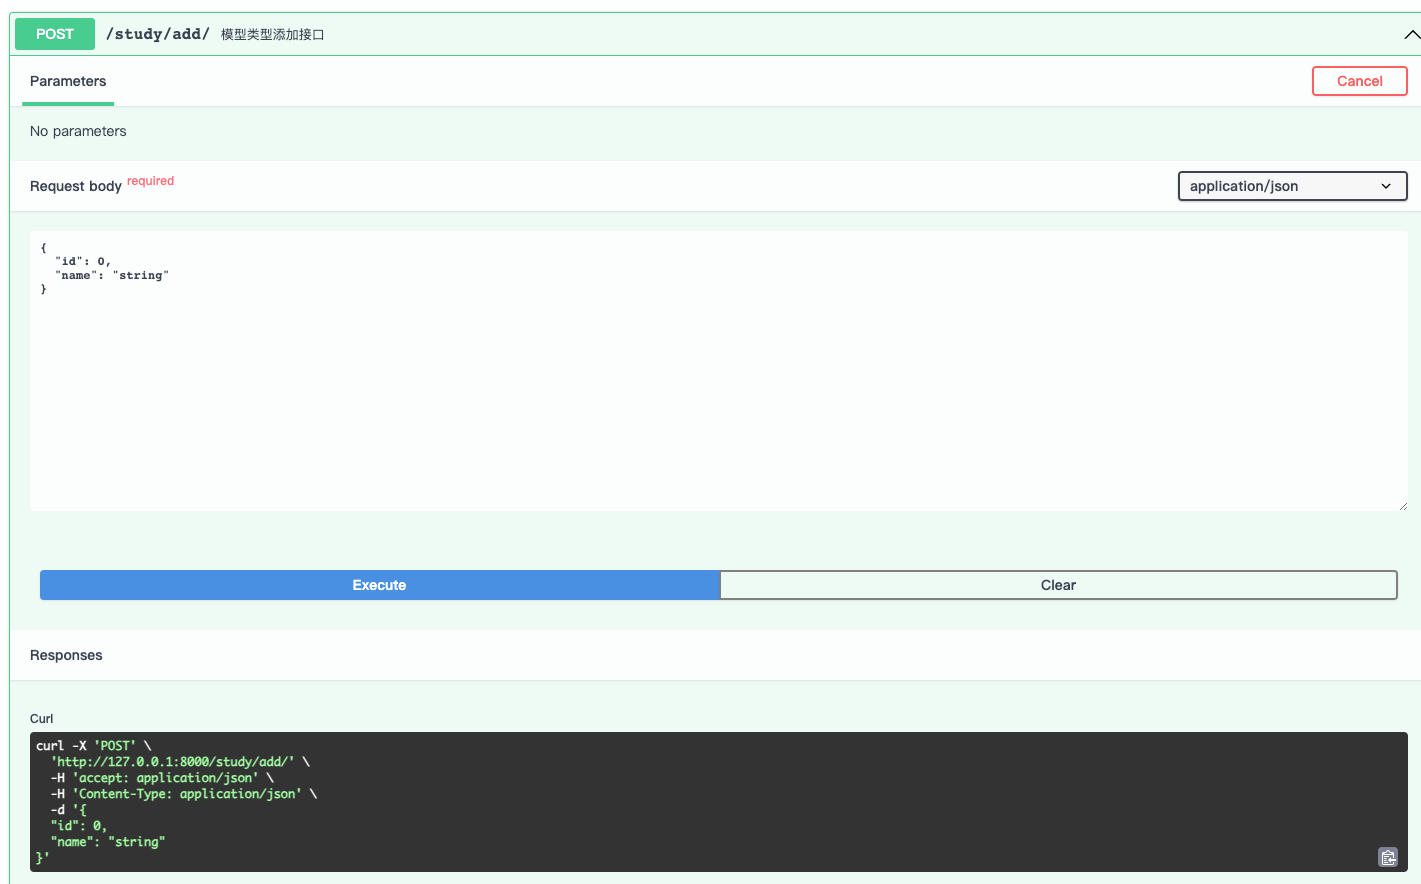 POST /study/add/ 模型类型添加接口
Parameters
Cancel
No parameters
Request body required
application/json
{
  "id": 0,
  "name": "string"
}
Execute
Clear
Responses
Curl
curl -X 'POST' \
  'http://127.0.0.1:8000/study/add/' \
  -H 'accept: application/json' \
  -H 'Content-Type: application/json' \
  -d '{
  "id": 0,
  "name": "string"
}'